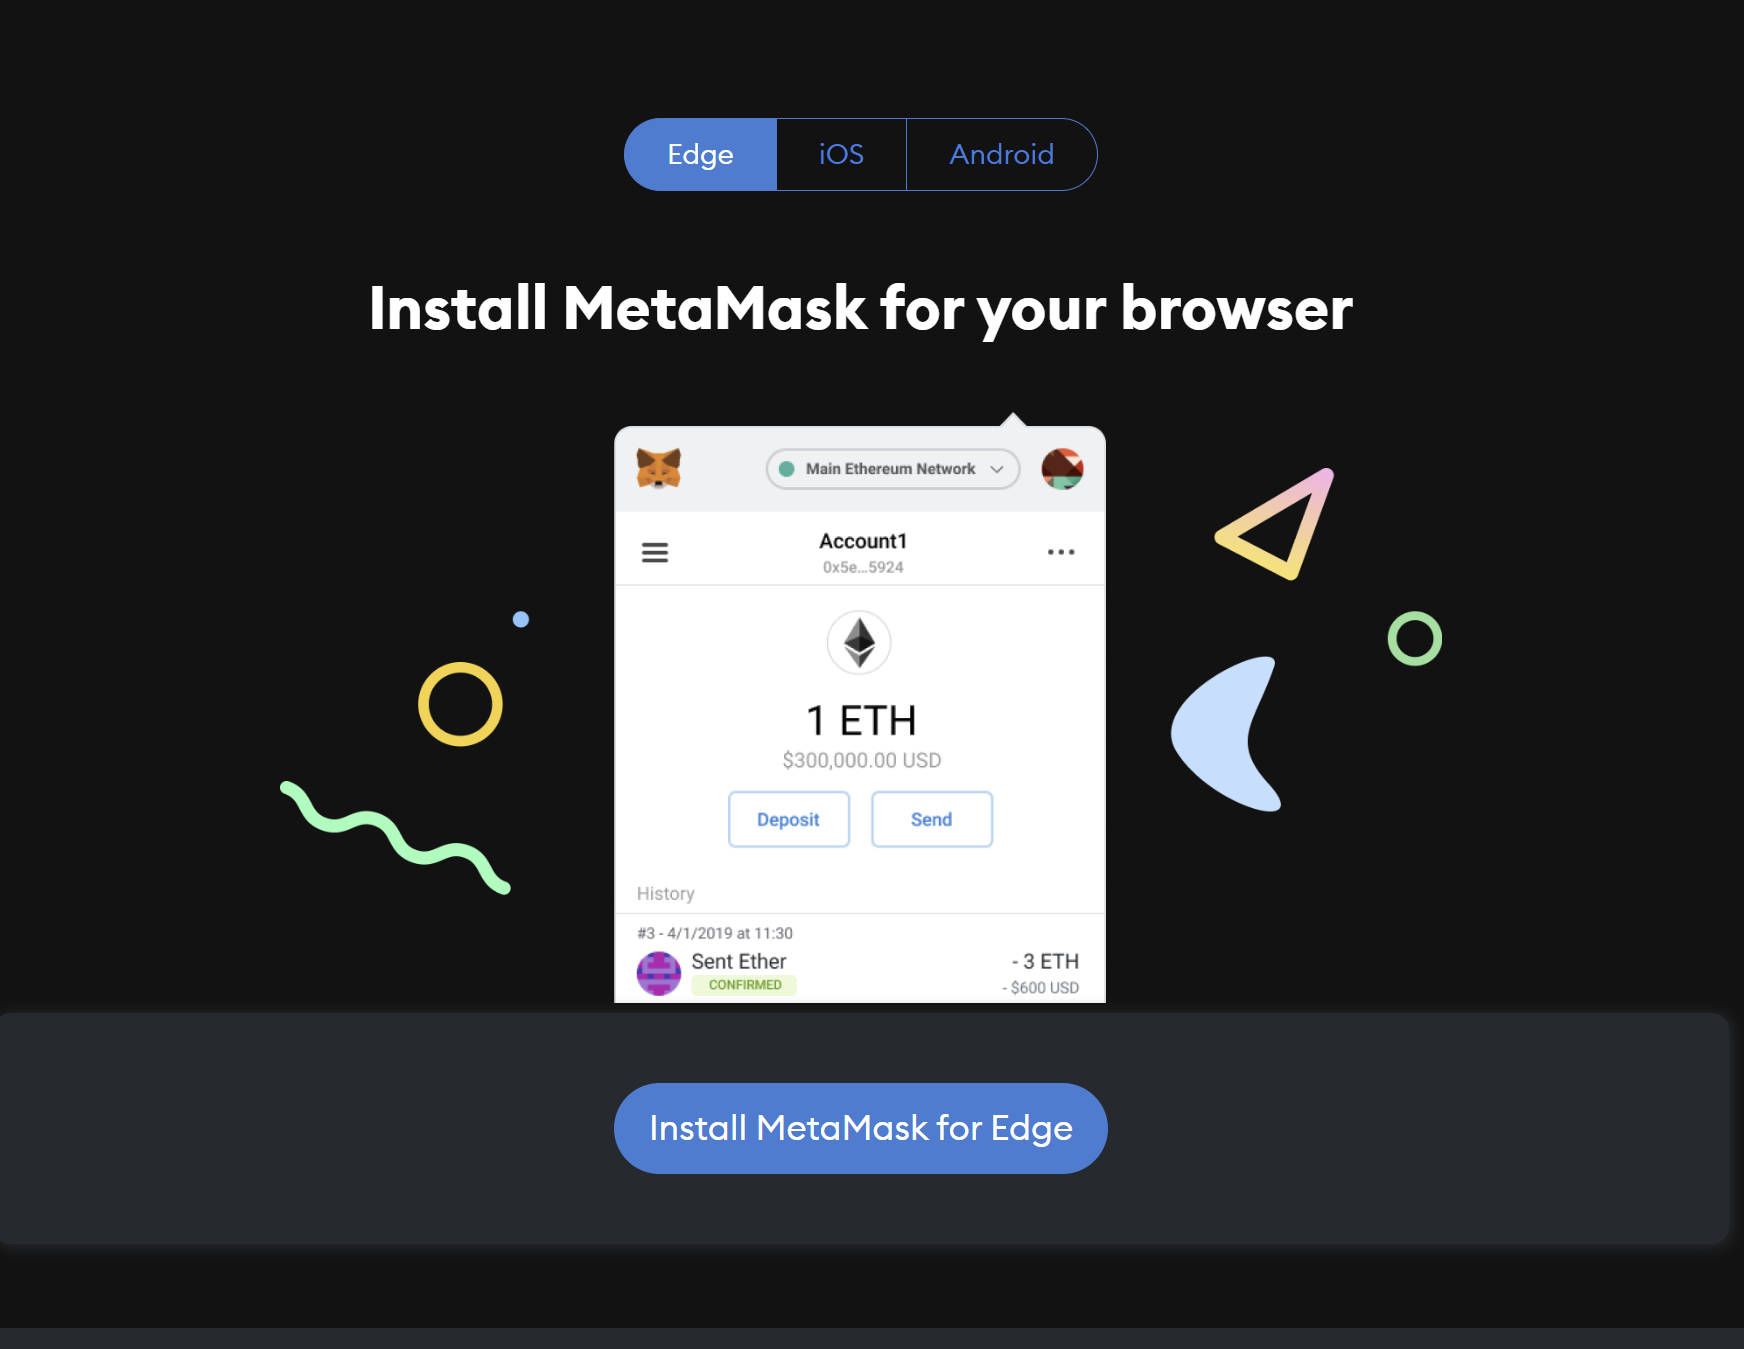 Edge iOS Android
Install MetaMask for your browser
Main Ethereum Network
Account1
0x5e...5924
1 ETH
$300,000.00 USD
Deposit Send
History
#3 - 4/1/2019 at 11:30
Sent Ether - 3 ETH
CONFIRMED - $600 USD
Install MetaMask for Edge